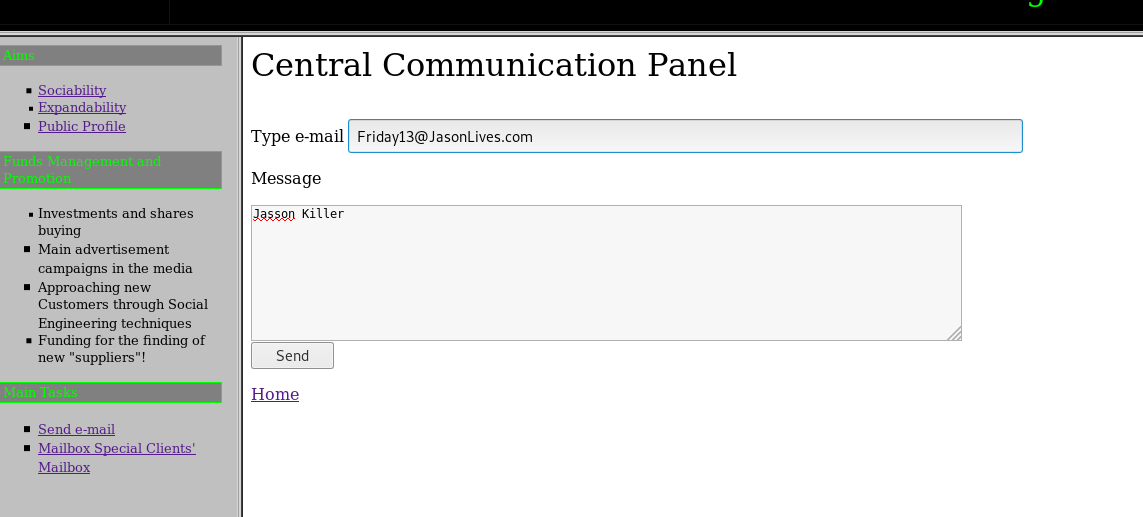 Aims
Sociability
Expandability
Public Profile
Funds Management and
Promotion
Investments and shares
buying
Main advertisement
campaigns in the media
Approaching new
Customers through Social
Engineering techniques
Funding for the finding of
new "suppliers"!
Main Tasks
Send e-mail
Mailbox Special Clients'
Mailbox
Central Communication Panel
Type e-mail Friday13@JasonLives.com
Message
Jasson Killer
Send
Home